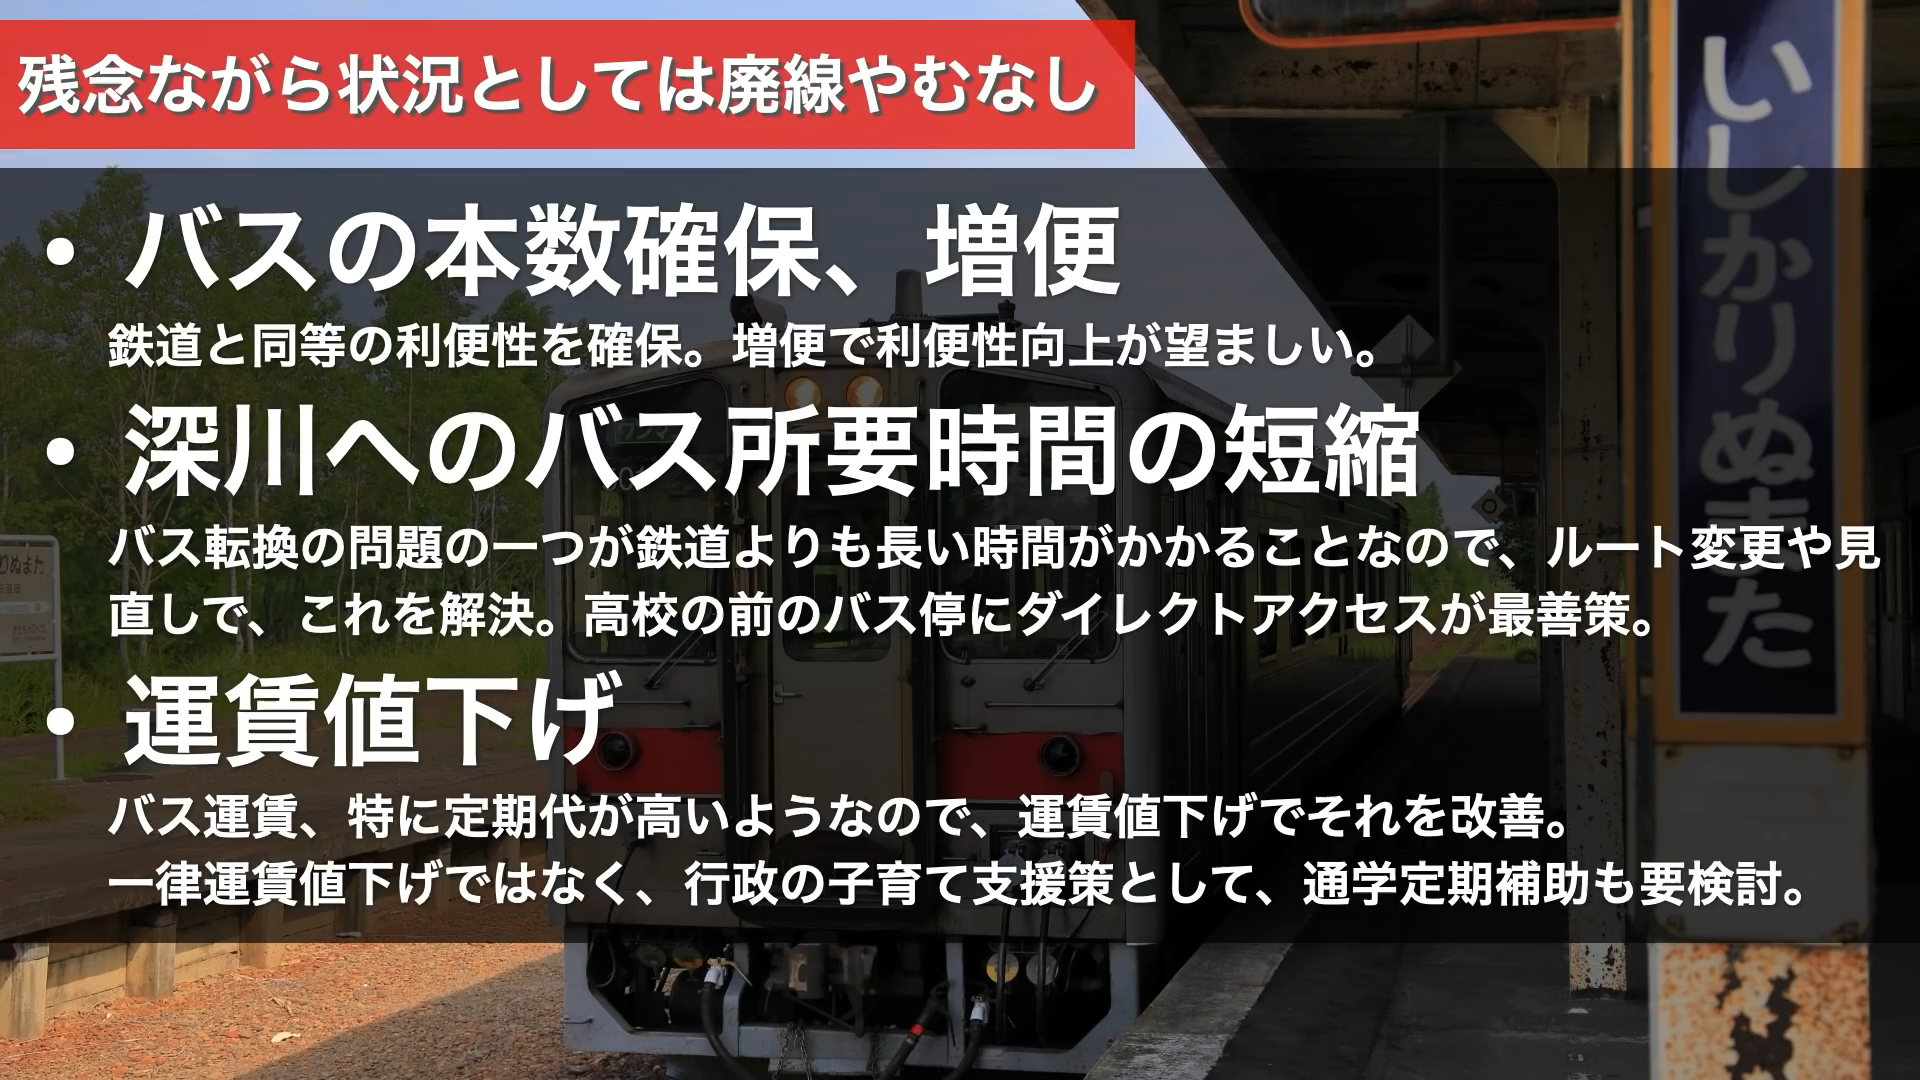 残念ながら状況としては廃線やむなし
• バスの本数確保、増便
鉄道と同等の利便性を確保。増便で利便性向上が望ましい。
• 深川へのバス所要時間の短縮
バス転換の問題の一つが鉄道よりも長い時間がかかることなので、ルート変更や見
直しで、これを解決。高校の前のバス停にダイレクトアクセスが最善策。
• 運賃値下げ
バス運賃、特に定期代が高いようなので、運賃値下げでそれを改善。
一律運賃値下げではなく、行政の子育て支援策として、通学定期補助も要検討。
いしかりぬまた
りぬまた